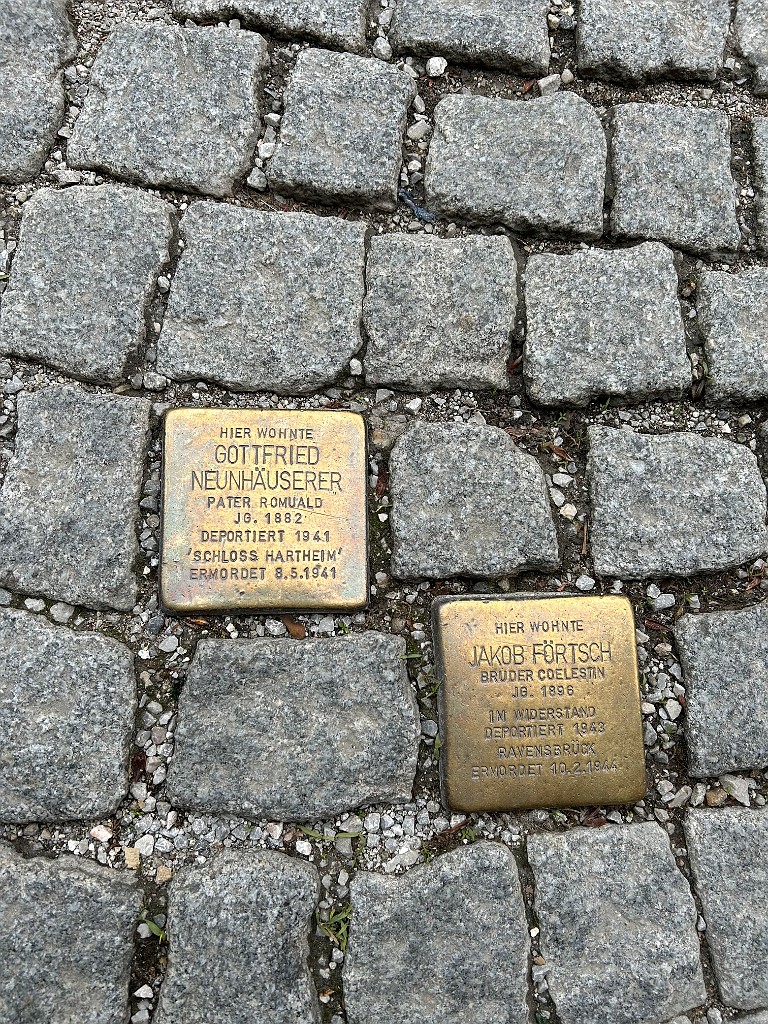 HIER WOHNTE
GOTTFRIED
NEUNHÄUSERER
PATER ROMUALD
JG. 1882
DEPORTIERT 1941
'SCHLOSS HARTHEIM'
ERMORDET 8.5.1941
HIER WOHNTE
JAKOB FÖRTSCH
BRUDER COELESTIN
JG. 1896
IM WIDERSTAND
DEPORTIERT 1943
RAVENSBRÜCK
ERMORDET 10.2.1944